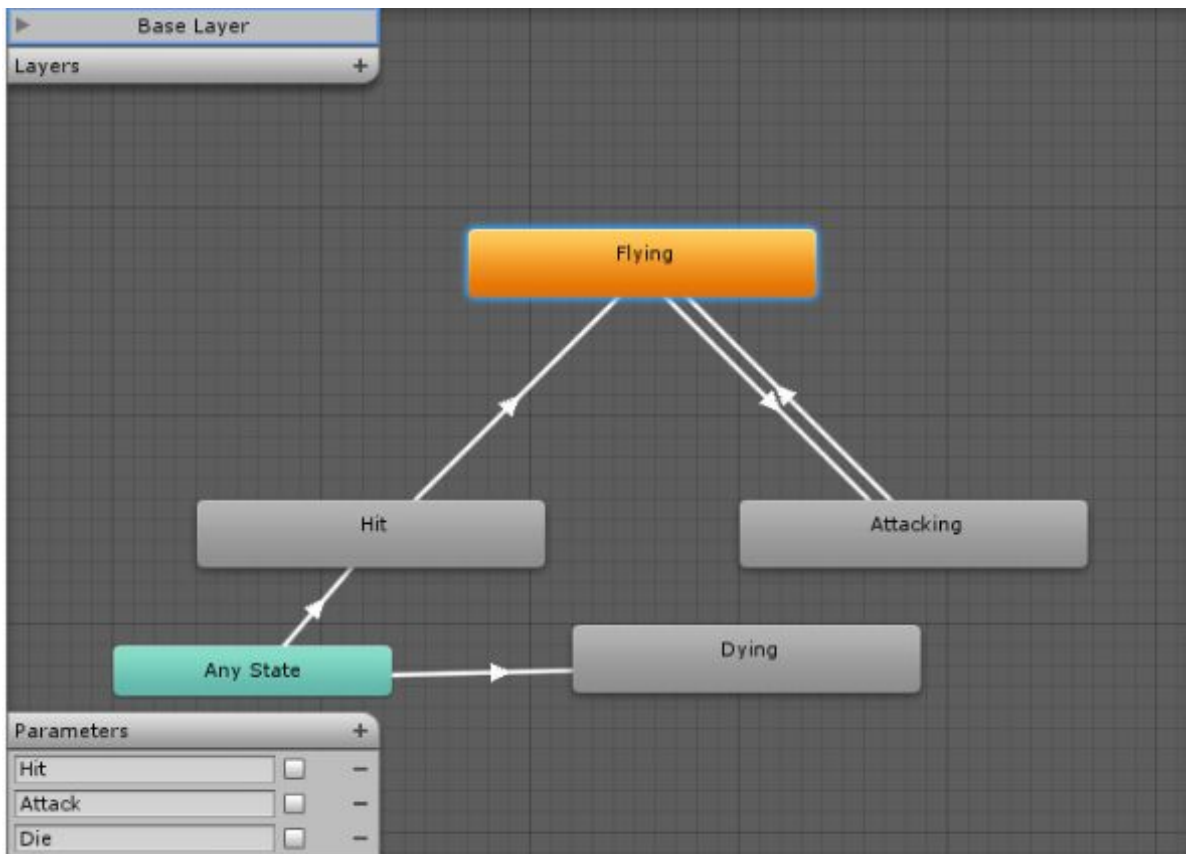 Base Layer
Layers
Flying
Hit
Attacking
Dying
Any State
Parameters
Hit
Attack
Die